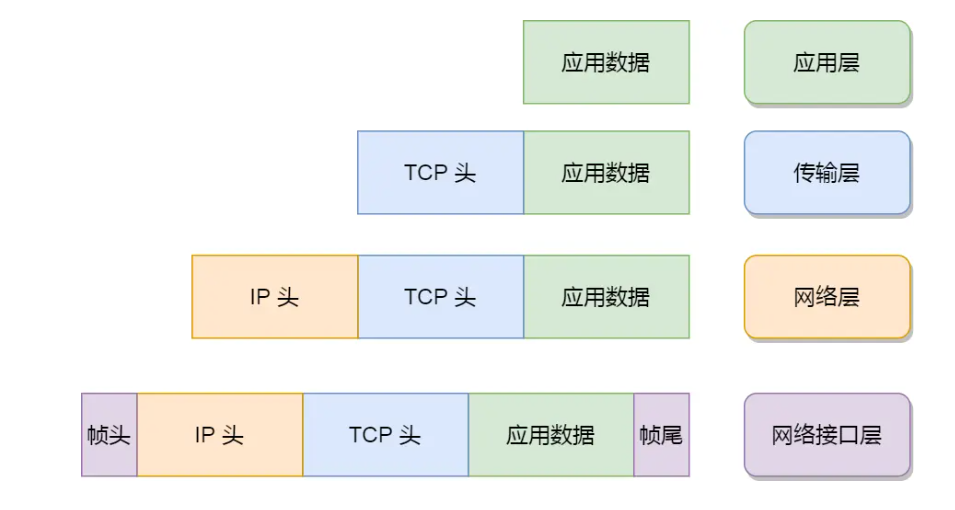 应用数据 应用层
TCP 头 应用数据 传输层
IP 头 TCP 头 应用数据 网络层
帧头 IP 头 TCP 头 应用数据 帧尾 网络接口层